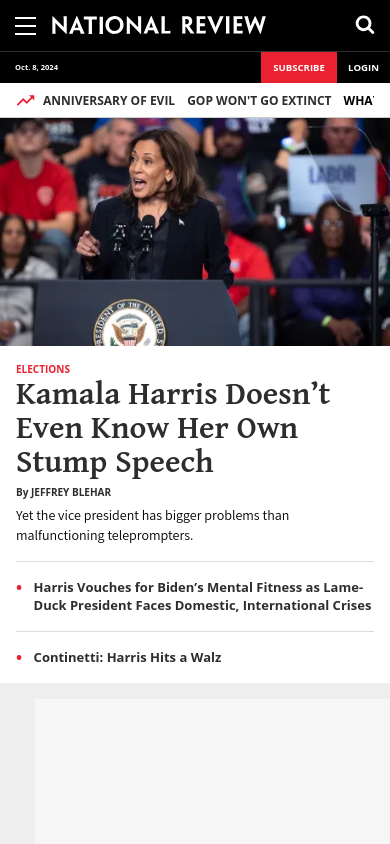 NATIONAL REVIEW
Oct. 8, 2024
SUBSCRIBE
LOGIN
ANNIVERSARY OF EVIL GOP WON'T GO EXTINCT WHAT
LABOR
PRESIDENT OF THE UNITED S
ELECTIONS
Kamala Harris Doesn’t
Even Know Her Own
Stump Speech
By JEFFREY BLEHAR
Yet the vice president has bigger problems than
malfunctioning teleprompters.
Harris Vouches for Biden’s Mental Fitness as Lame-
Duck President Faces Domestic, International Crises
Continetti: Harris Hits a Walz